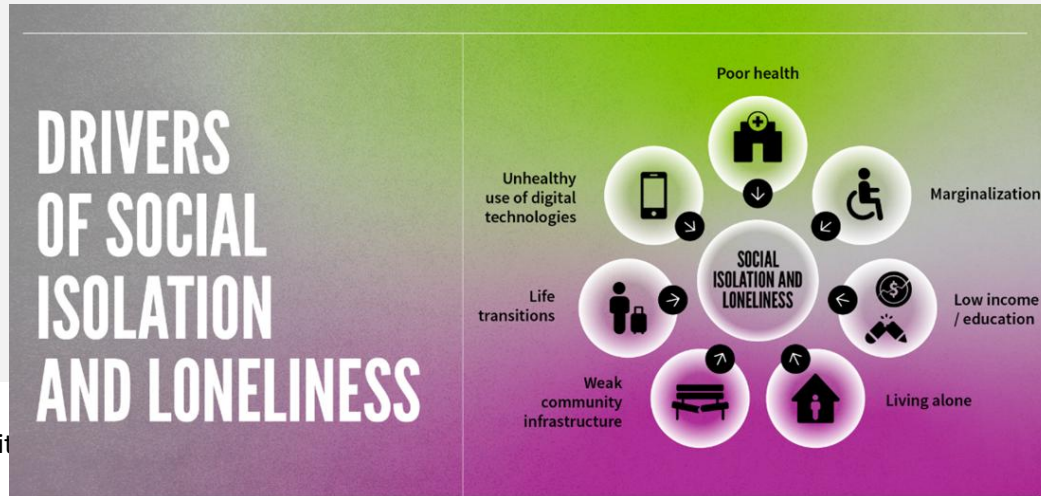 DRIVERS
OF SOCIAL
ISOLATION
AND LONELINESS
Poor health
Marginalization
Low income
/ education
Living alone
Weak
community
infrastructure
Life
transitions
Unhealthy
use of digital
technologies
SOCIAL
ISOLATION AND
LONELINESS
$
it